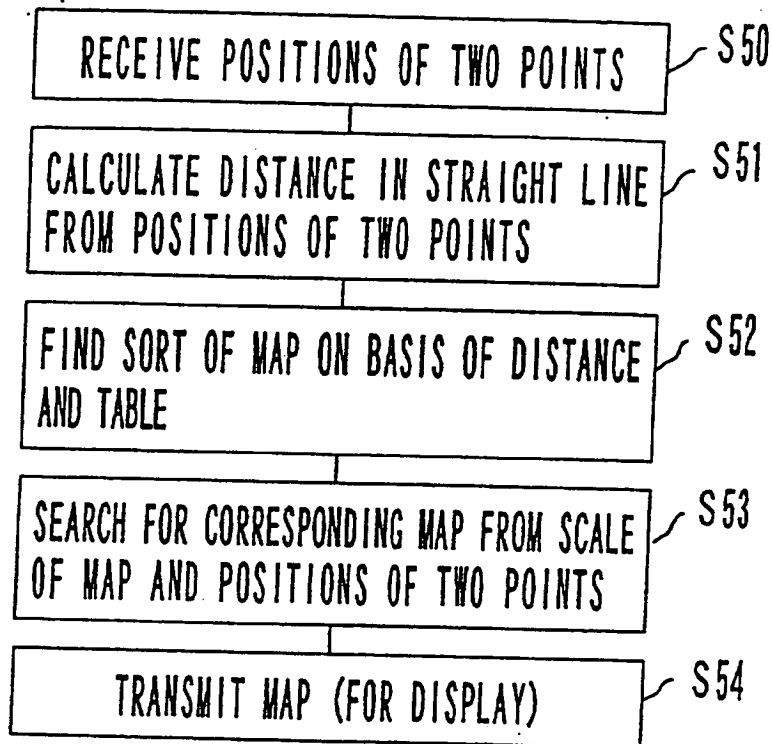 RECEIVE POSITIONS OF TWO POINTS
S50
CALCULATE DISTANCE IN STRAIGHT LINE
FROM POSITIONS OF TWO POINTS
S51
FIND SORT OF MAP ON BASIS OF DISTANCE
AND TABLE
S52
SEARCH FOR CORRESPONDING MAP FROM SCALE
OF MAP AND POSITIONS OF TWO POINTS
S53
TRANSMIT MAP (FOR DISPLAY)
S54